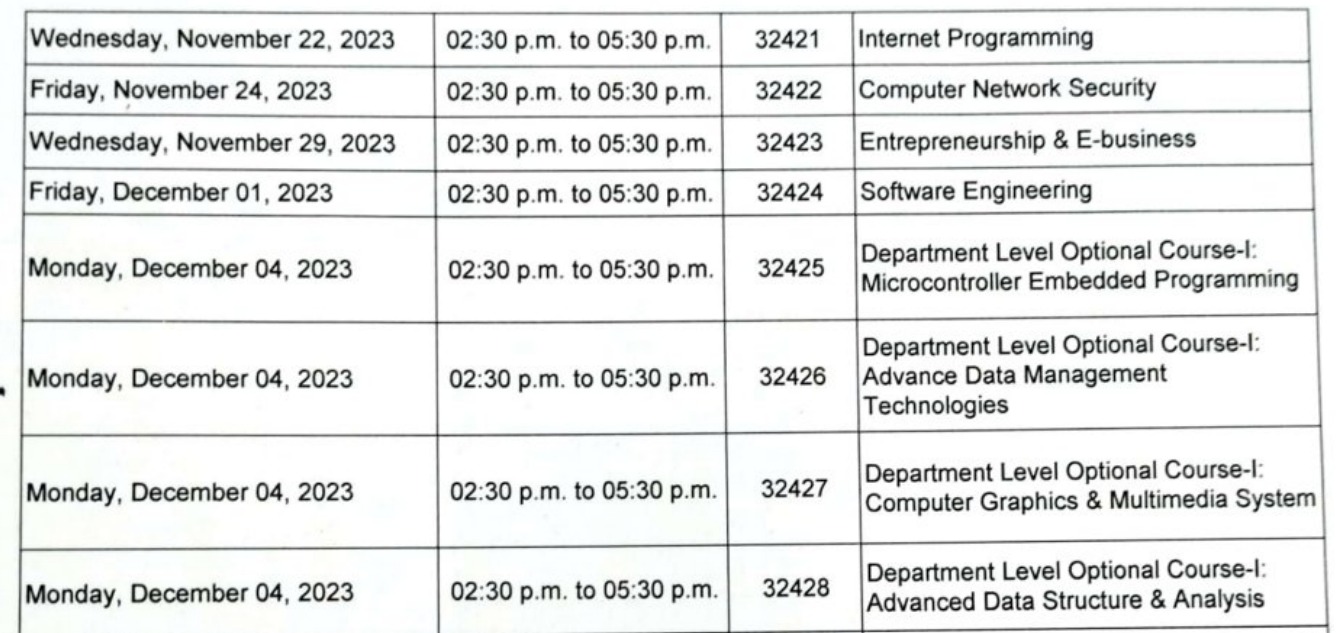 Wednesday, November 22, 2023 02:30 p.m. to 05:30 p.m. 32421 Internet Programming
Friday, November 24, 2023 02:30 p.m. to 05:30 p.m. 32422 Computer Network Security
Wednesday, November 29, 2023 02:30 p.m. to 05:30 p.m. 32423 Entrepreneurship & E-business
Friday, December 01, 2023 02:30 p.m. to 05:30 p.m. 32424 Software Engineering
Monday, December 04, 2023 02:30 p.m. to 05:30 p.m. 32425 Department Level Optional Course-I:
Microcontroller Embedded Programming
Monday, December 04, 2023 02:30 p.m. to 05:30 p.m. 32426 Department Level Optional Course-I:
Advance Data Management
Technologies
Monday, December 04, 2023 02:30 p.m. to 05:30 p.m. 32427 Department Level Optional Course-I:
Computer Graphics & Multimedia System
Monday, December 04, 2023 02:30 p.m. to 05:30 p.m. 32428 Department Level Optional Course-I:
Advanced Data Structure & Analysis